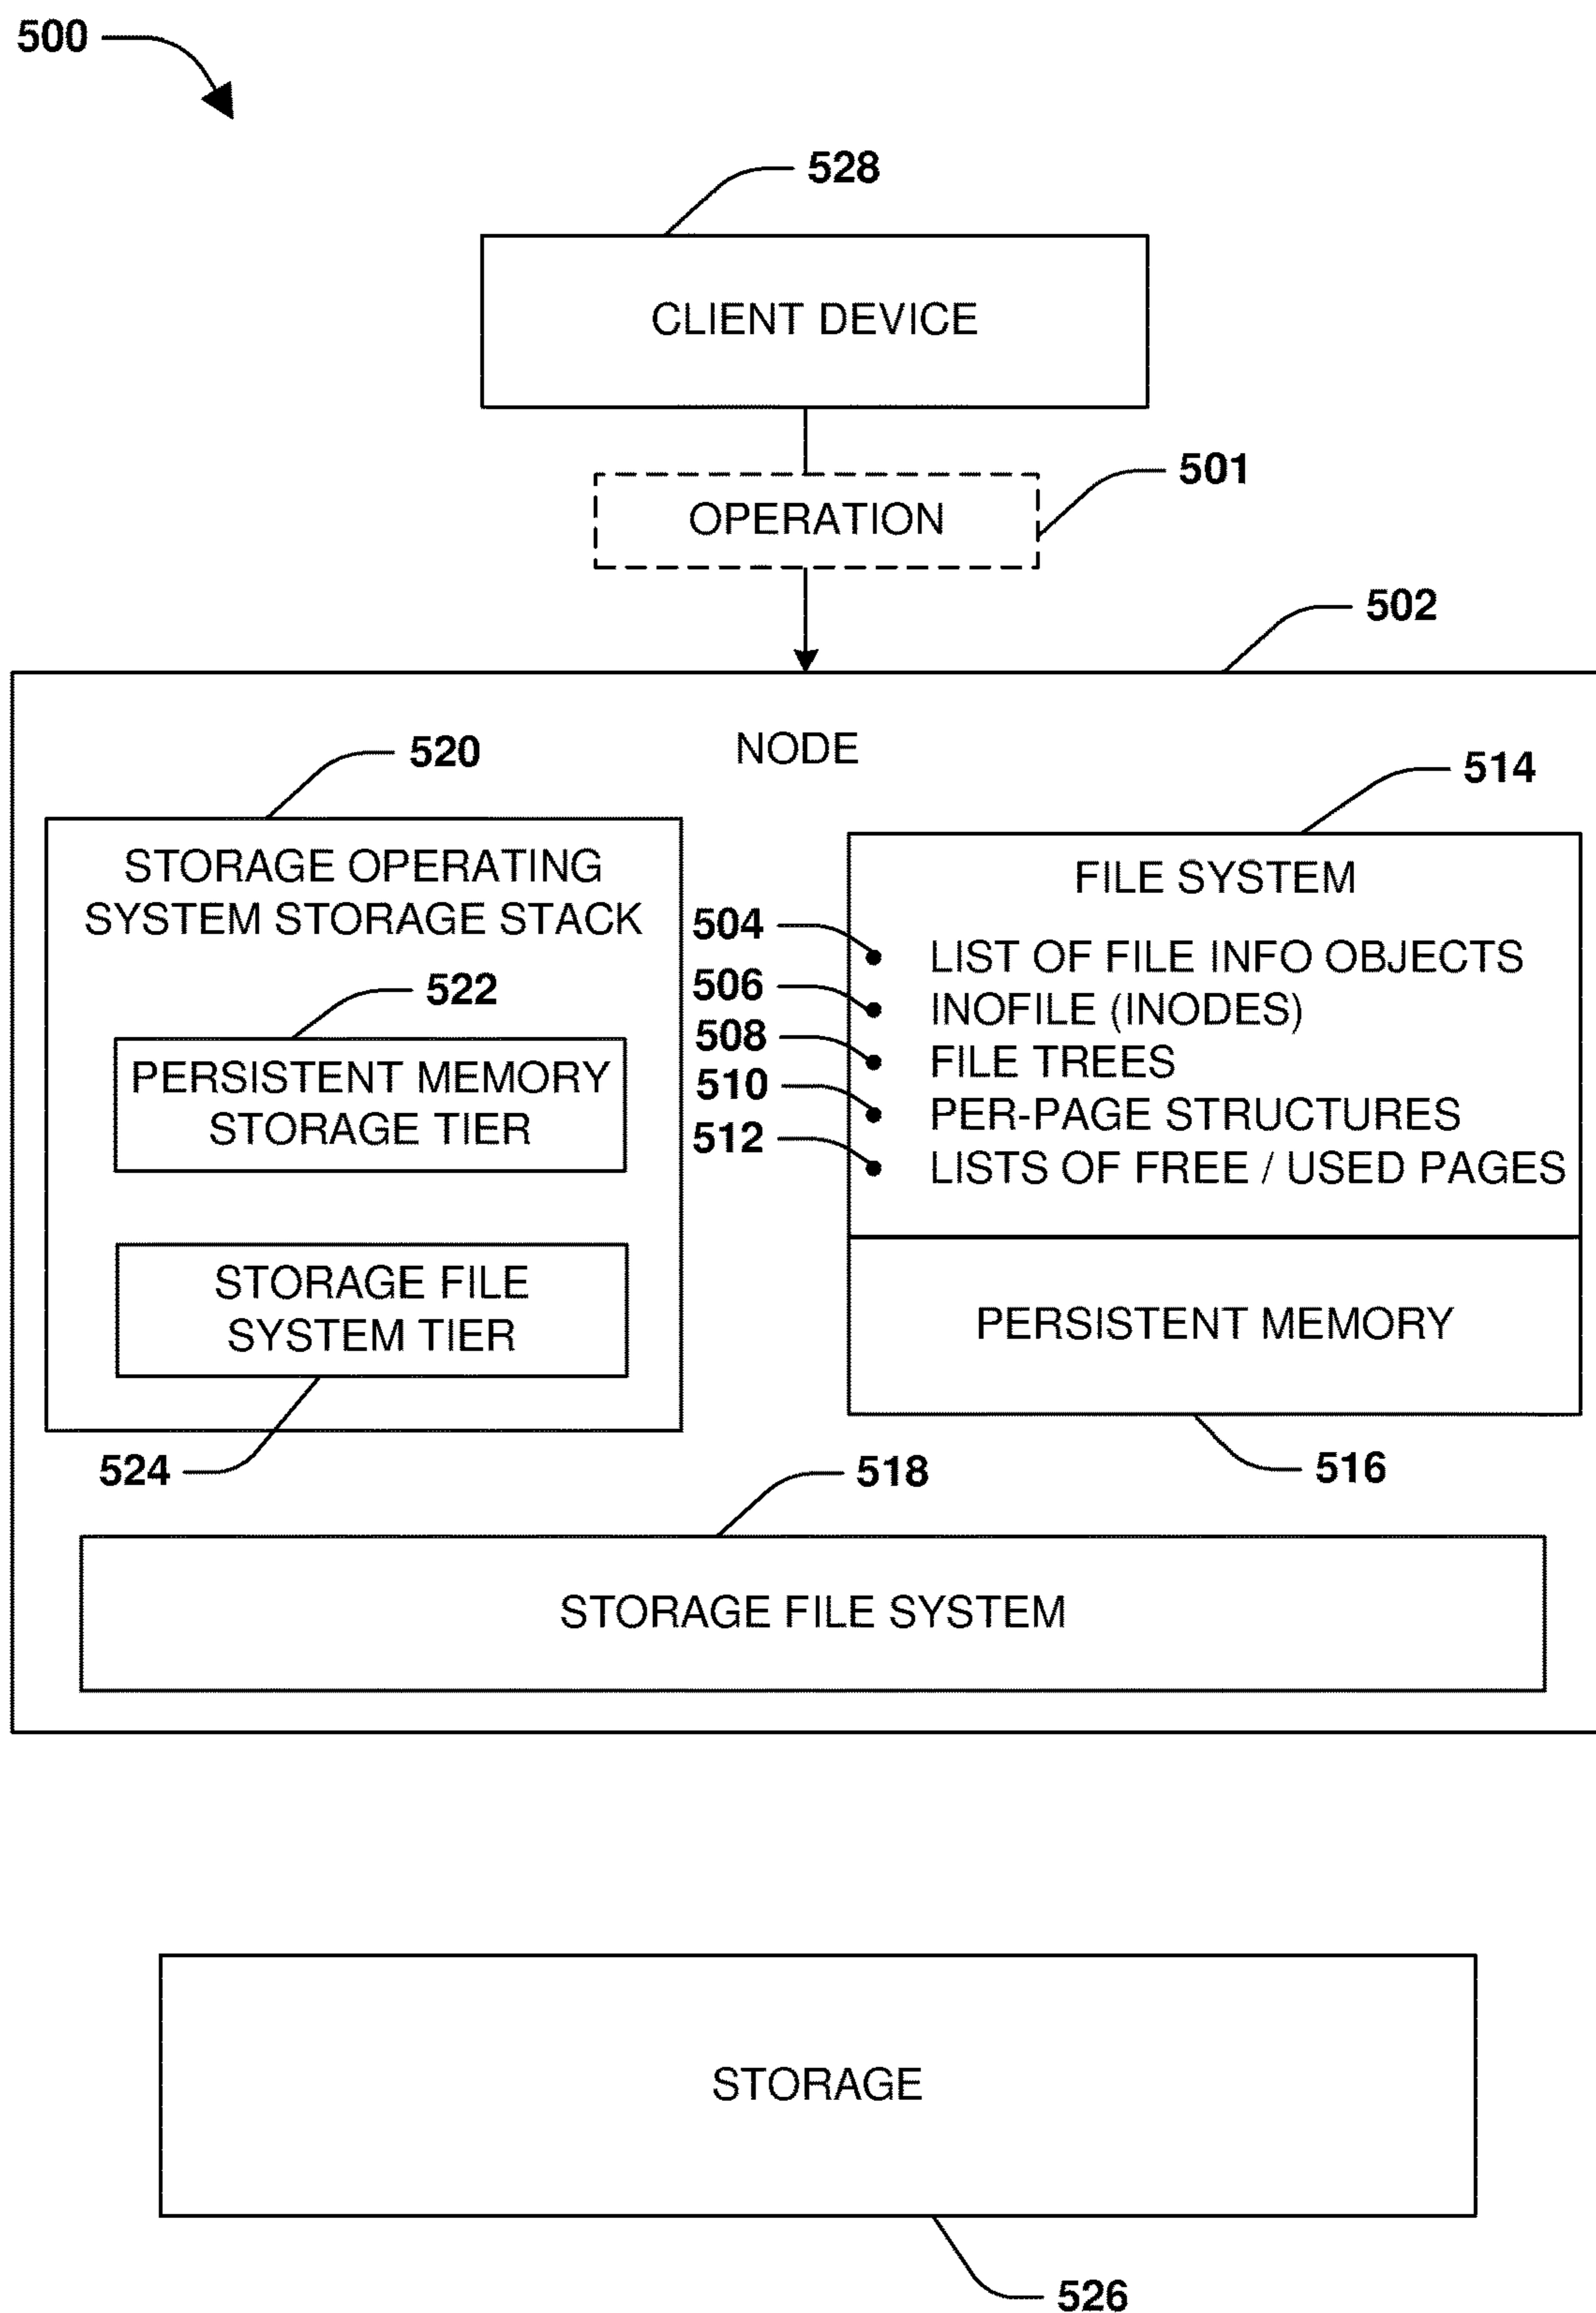 500
528
CLIENT DEVICE
501
OPERATION
502
NODE
520
514
STORAGE OPERATING
SYSTEM STORAGE STACK
522
PERSISTENT MEMORY
STORAGE TIER
STORAGE FILE
SYSTEM TIER
524
FILE SYSTEM
504
LIST OF FILE INFO OBJECTS
506
INOFILE (INODES)
508
FILE TREES
510
PER-PAGE STRUCTURES
512
LISTS OF FREE / USED PAGES
PERSISTENT MEMORY
516
518
STORAGE FILE SYSTEM
STORAGE
526